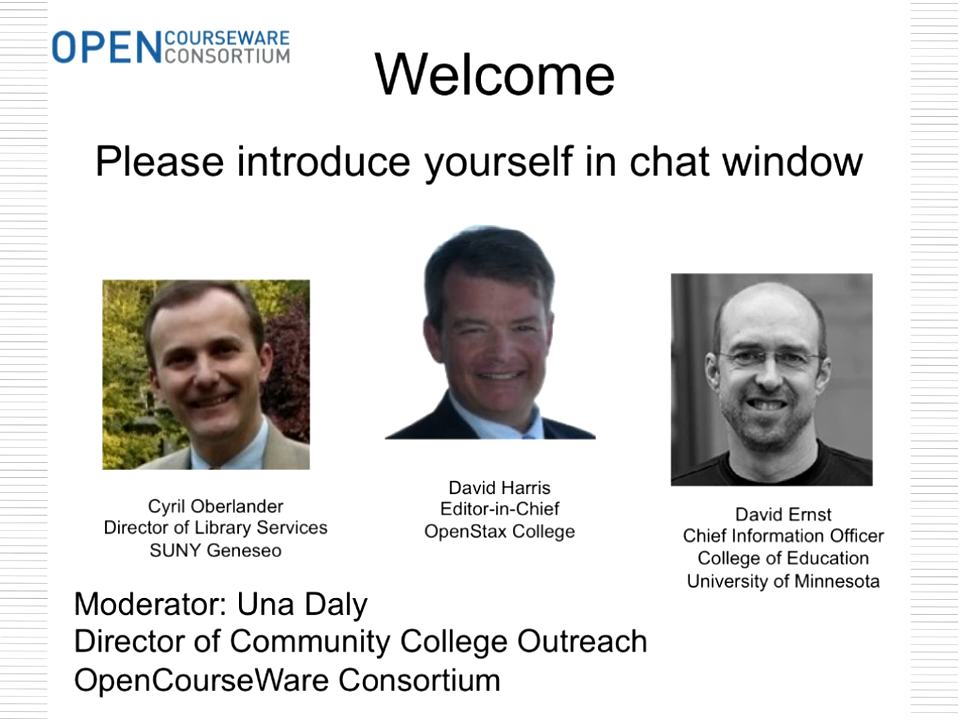 OPEN COURSEWARE
CONSORTIUM
Welcome
Please introduce yourself in chat window
Cyril Oberlander
Director of Library Services
SUNY Geneseo
David Harris
Editor-in-Chief
OpenStax College
David Ernst
Chief Information Officer
College of Education
University of Minnesota
Moderator: Una Daly
Director of Community College Outreach
OpenCourseWare Consortium